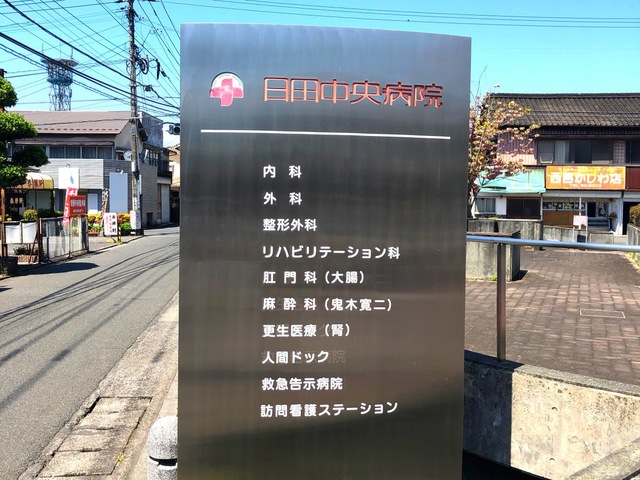 日田中央病院
内 科
外 科
整形外科
リハビリテーション科
肛 門 科（大腸）
麻 酔 科（鬼木寛二）
更生医療（腎）
人間ドック
救急告示病院
訪問看護ステーション